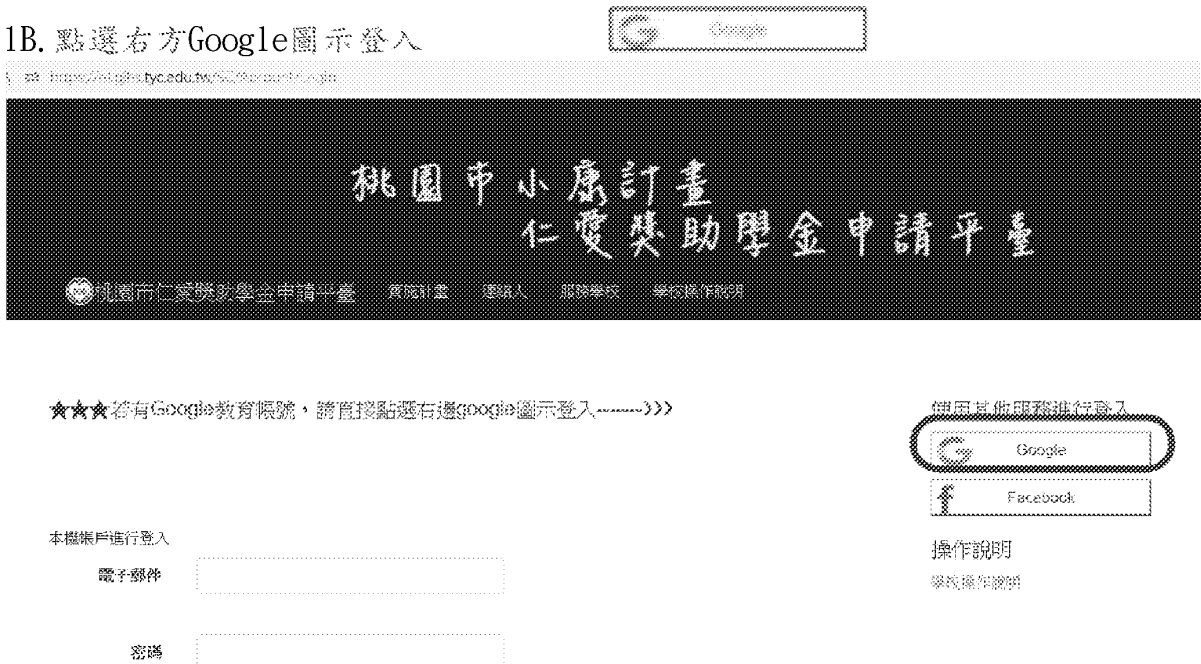 1B. 點選右方Google圖示登入
Google
桃園市小康計畫
仁愛獎助學金申請平臺
桃園市仁愛獎助學金申請平臺 實施計畫 連絡人 服務學校 學校操作說明
★★★若有Google教育帳號,請直接點選右邊google圖示登入------->>>
使用其他服務進行登入
Google
Facebook
本機帳戶進行登入
操作說明
電子郵件
學校操作說明
密碼